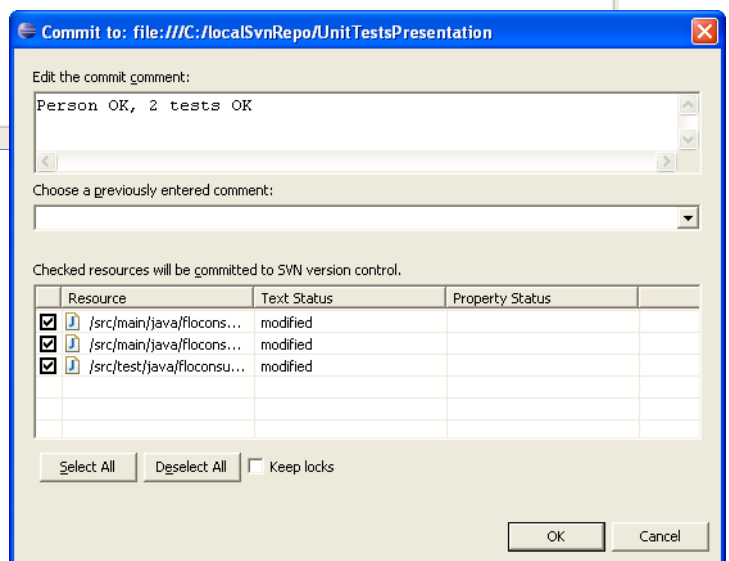 Commit to: file:///C:/localSvnRepo/UnitTestsPresentation
Edit the commit comment:
Person OK, 2 tests OK
Choose a previously entered comment:
Checked resources will be committed to SVN version control.
Resource Text Status Property Status
/src/main/java/flocons... modified
/src/main/java/flocons... modified
/src/test/java/floconsu... modified
Select All Deselect All Keep locks
OK Cancel